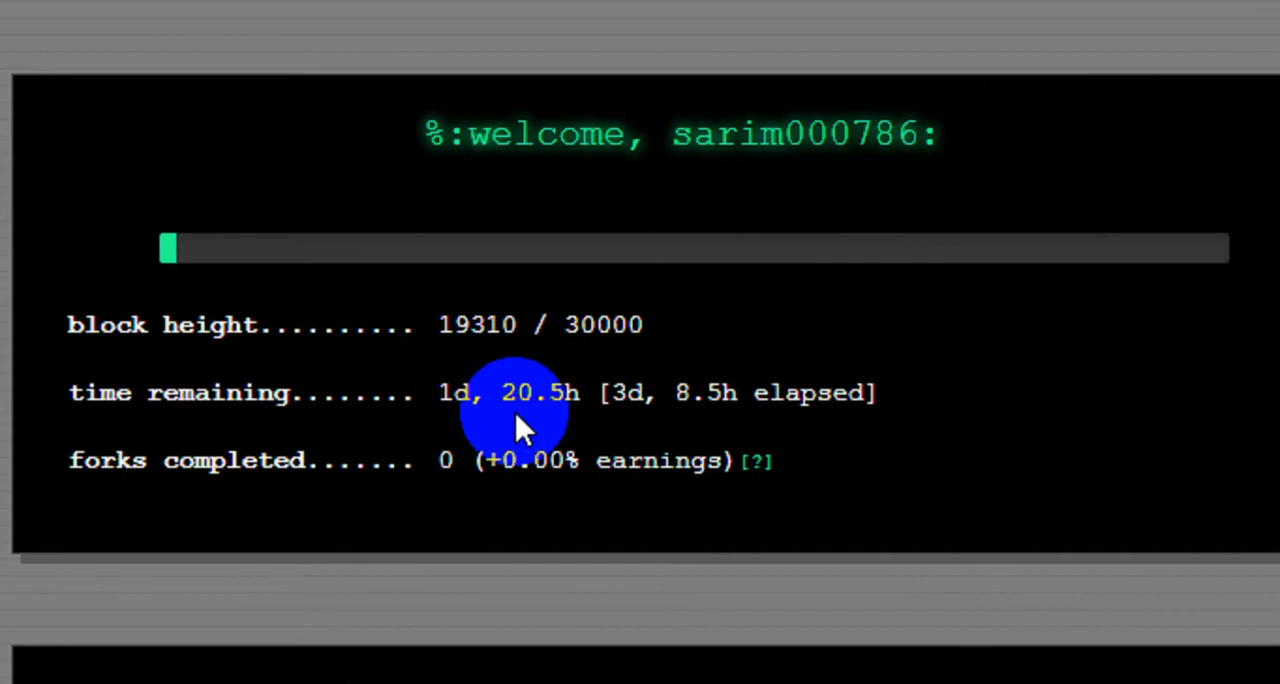 %:welcome, sarim000786:
block height.......... 19310 / 30000
time remaining........ 1d, 20.5h [3d, 8.5h elapsed]
forks completed....... 0 (+0.00% earnings)[?]